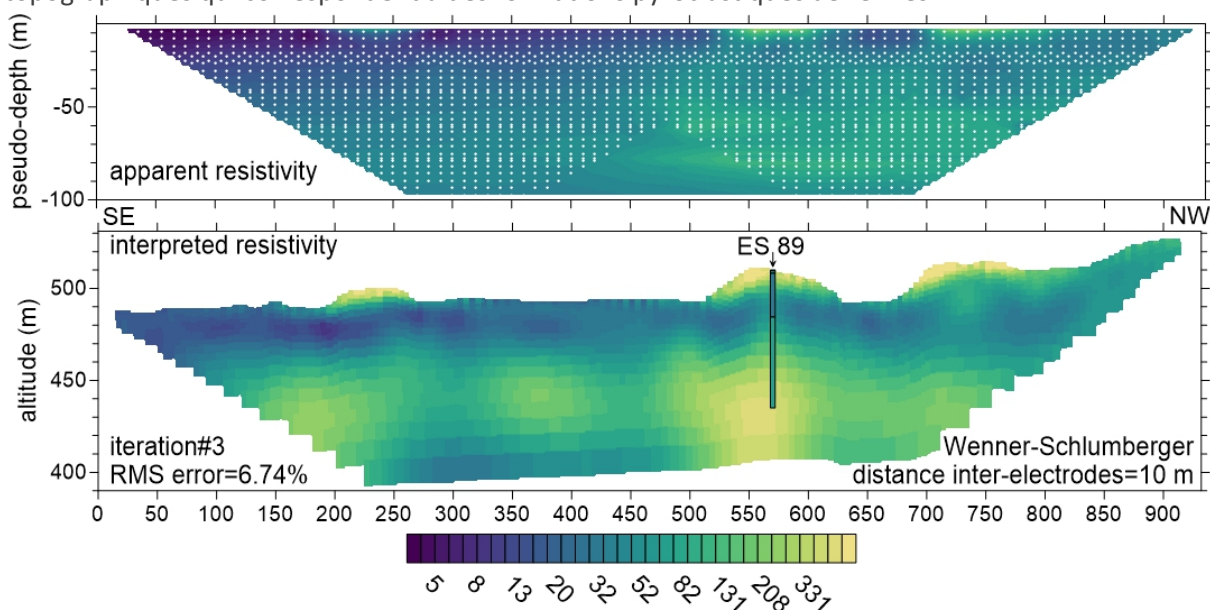 pseudo-depth (m)
-50
-100
apparent resistivity
SE
NW
interpreted resistivity
ES 89
altitude (m)
500
450
400
iteration#3
RMS error=6.74%
Wenner-Schlumberger
distance inter-electrodes=10 m
0 50 100 150 200 250 300 350 400 450 500 550 600 650 700 750 800 850 900
5 8 13 20 32 52 82 131 208 331